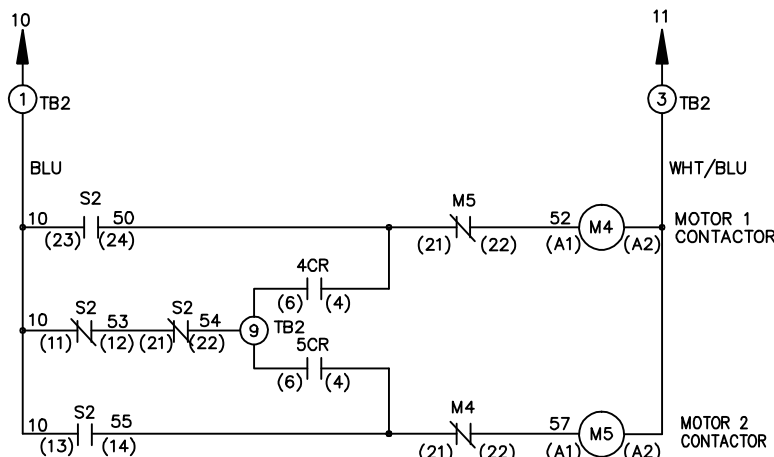 10 11
1 TB2 3 TB2
BLU WHT/BLU
S2 M5
10 50 52 M4 MOTOR 1
(23) (24) (21) (22) (A1) (A2) CONTACTOR
4CR
(6) (4)
10 S2 53 S2 54 9 TB2
(11) (12) (21) (22)
5CR
(6) (4)
S2 M4
10 55 57 M5 MOTOR 2
(13) (14) (21) (22) (A1) (A2) CONTACTOR